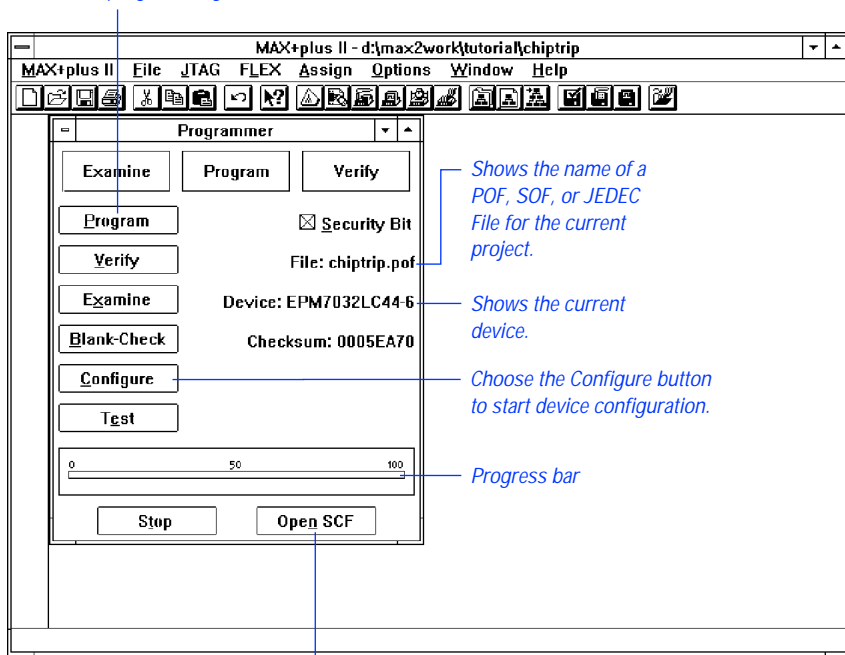 MAX+plus II - d:\max2work\tutorial\chiptrip
MAX+plus II File JTAG FLEX Assign Options Window Help
Programmer
Examine Program Verify
Program
Security Bit
Verify
File: chiptrip.pof
Examine
Device: EPM7032LC44-6
Blank-Check
Checksum: 0005EA70
Configure
Test
0 50 100
Stop Open SCF
Shows the name of a
POF, SOF, or JEDEC
File for the current
project.
Shows the current
device.
Choose the Configure button
to start device configuration.
Progress bar